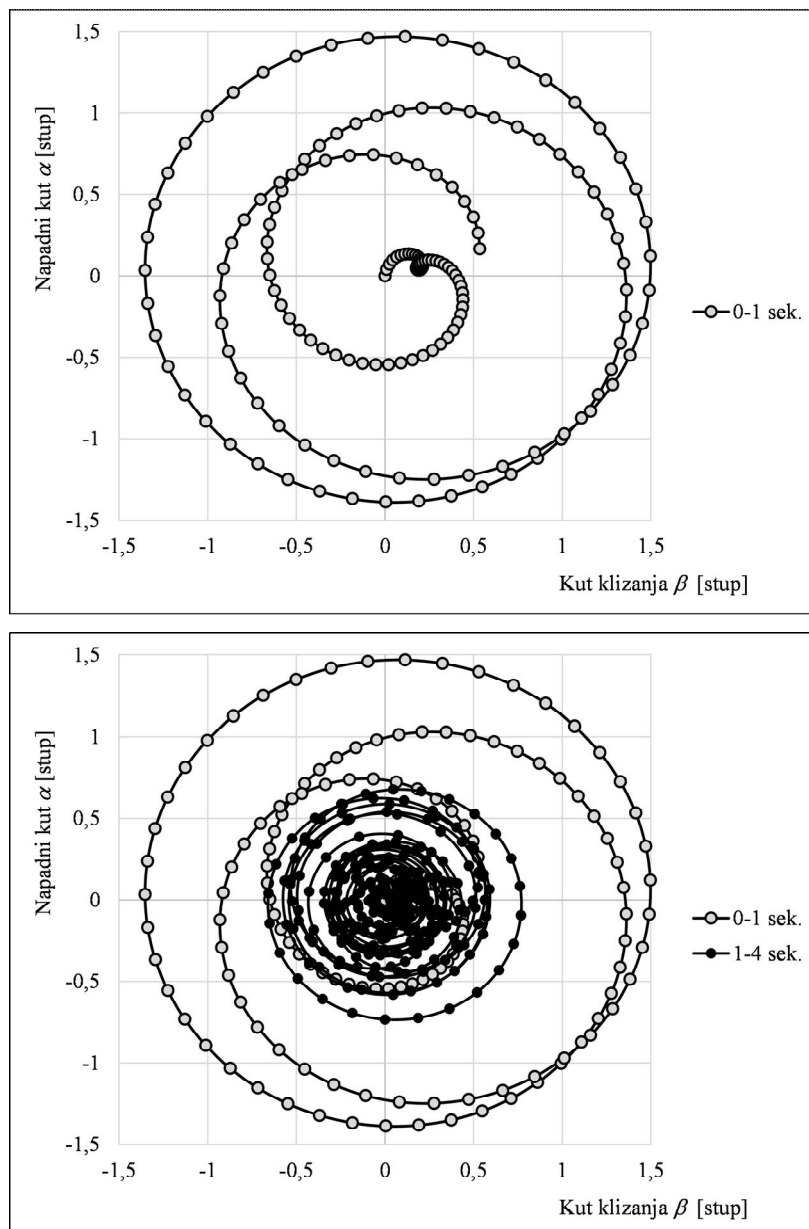 1,5
1
0,5
0
-0,5
-1
-1,5
Napadni kut α [stup]
-1,5 -1 -0,5 0 0,5 1 1,5
Kut klizanja β [stup]
0-1 sek.
1,5
1
0,5
0
-0,5
-1
-1,5
Napadni kut α [stup]
-1,5 -1 -0,5 0 0,5 1 1,5
Kut klizanja β [stup]
0-1 sek.
1-4 sek.